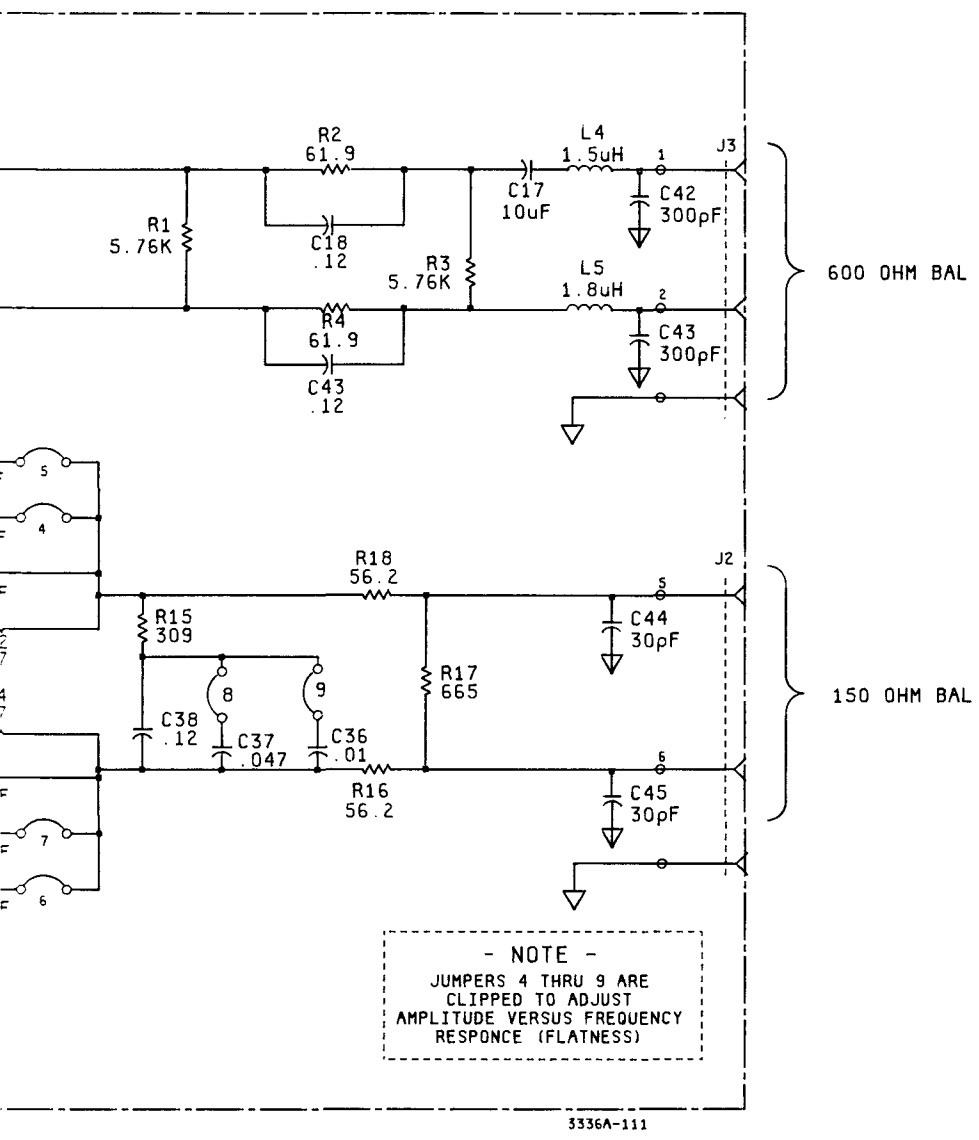 R2
61.9
L4
1.5uH
J3
1
C17
10uF
C42
300pF
R1
5.76K
C18
.12
R3
5.76K
L5
1.8uH
600 OHM BAL
2
R4
61.9
C43
300pF
C43
.12
5
4
R18
56.2
J2
5
R15
309
C44
30pF
R17
665
8
9
150 OHM BAL
C38
.12
C37
.047
C36
.01
6
R16
56.2
C45
30pF
7
6
- NOTE -
JUMPERS 4 THRU 9 ARE
CLIPPED TO ADJUST
AMPLITUDE VERSUS FREQUENCY
RESPONCE (FLATNESS)
3336A-111